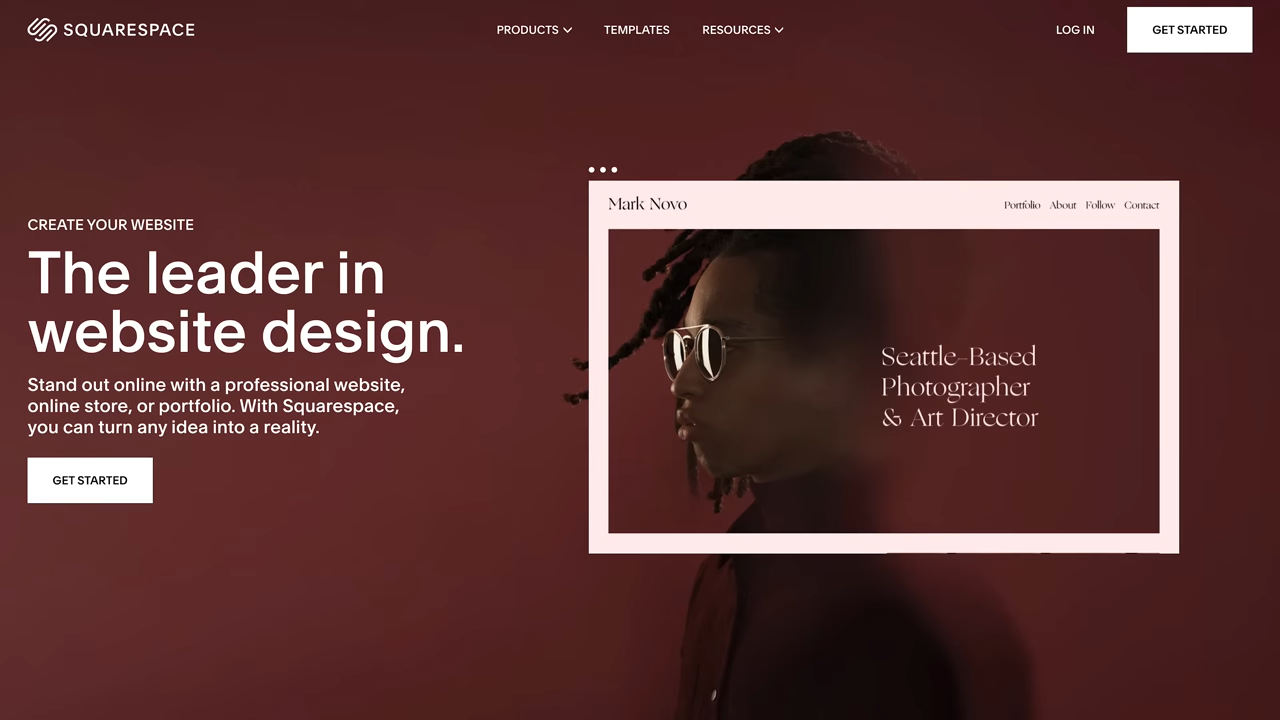 SQUARESPACE
PRODUCTS
TEMPLATES
RESOURCES
LOG IN
GET STARTED
CREATE YOUR WEBSITE
The leader in
website design.
Stand out online with a professional website,
online store, or portfolio. With Squarespace,
you can turn any idea into a reality.
GET STARTED
Mark Novo
Portfolio About Follow Contact
Seattle-Based
Photographer
& Art Director